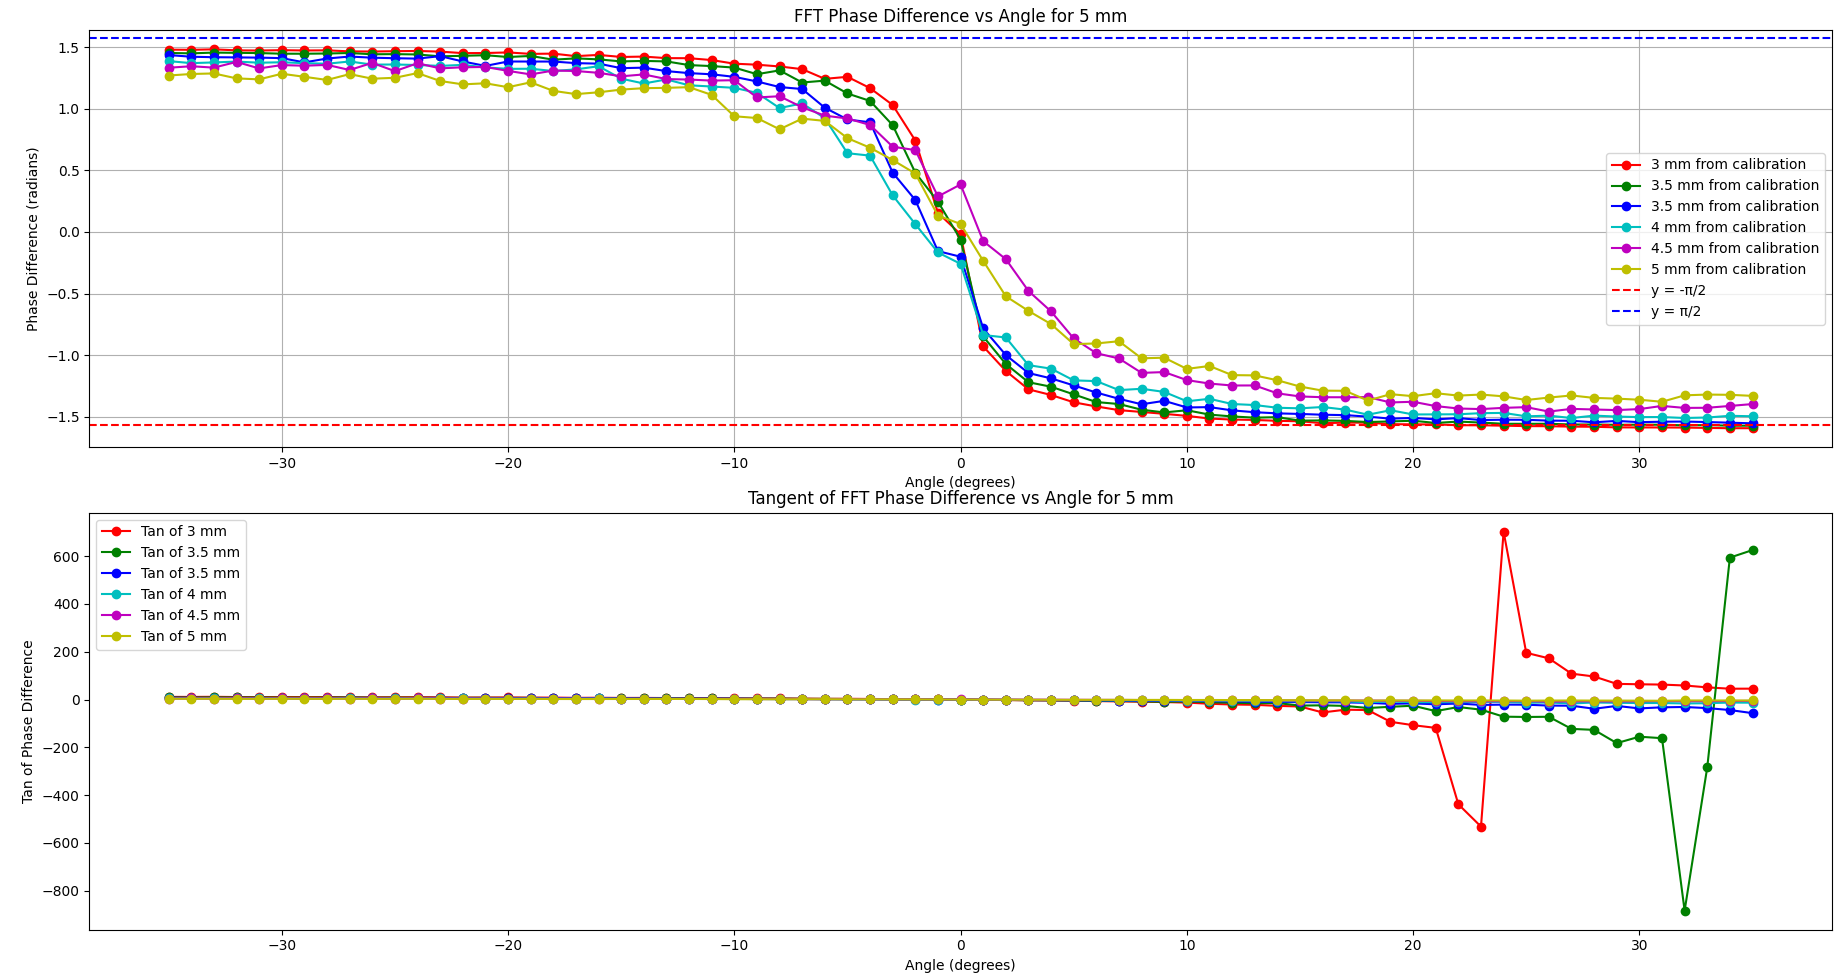 FFT Phase Difference vs Angle for 5 mm
Phase Difference (radians)
1.5
1.0
0.5
0.0
−0.5
−1.0
−1.5
3 mm from calibration
3.5 mm from calibration
3.5 mm from calibration
4 mm from calibration
4.5 mm from calibration
5 mm from calibration
y = -π/2
y = π/2
−30 −20 −10 0 10 20 30
Angle (degrees)
Tangent of FFT Phase Difference vs Angle for 5 mm
Tan of Phase Difference
Tan of 3 mm
Tan of 3.5 mm
Tan of 3.5 mm
Tan of 4 mm
Tan of 4.5 mm
Tan of 5 mm
600
400
200
0
−200
−400
−600
−800
−30 −20 −10 0 10 20 30
Angle (degrees)